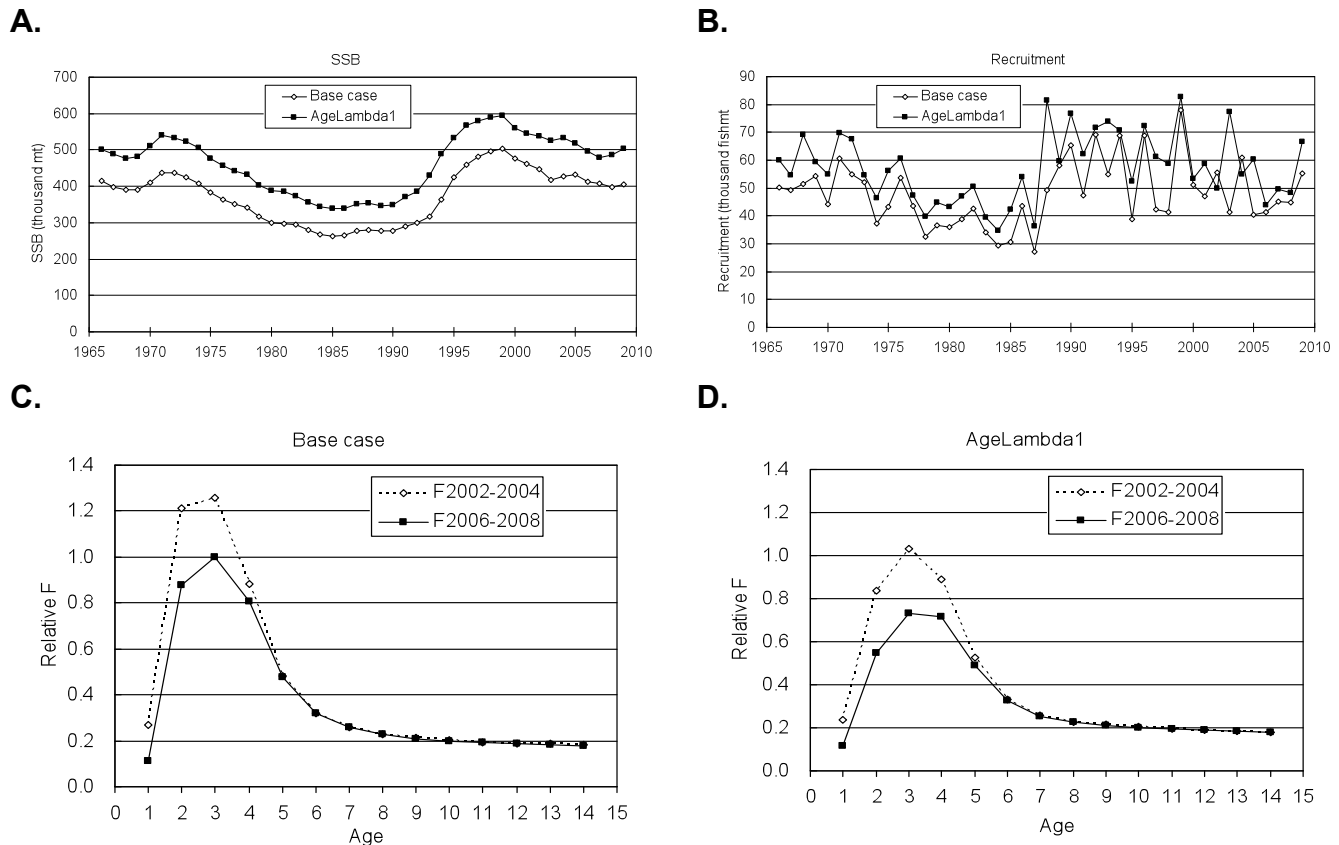 A.
SSB
Base case
AgeLambda1
SSB (thousand mt)
700
600
500
400
300
200
100
0
1965 1970 1975 1980 1985 1990 1995 2000 2005 2010
B.
Recruitment
Base case
AgeLambda1
Recruitment (thousand fishmt
90
80
70
60
50
40
30
20
10
0
1965 1970 1975 1980 1985 1990 1995 2000 2005 2010
C.
Base case
F2002-2004
F2006-2008
Relative F
1.4
1.2
1.0
0.8
0.6
0.4
0.2
0.0
0 1 2 3 4 5 6 7 8 9 10 11 12 13 14 15
Age
D.
AgeLambda1
F2002-2004
F2006-2008
Relative F
1.4
1.2
1.0
0.8
0.6
0.4
0.2
0.0
0 1 2 3 4 5 6 7 8 9 10 11 12 13 14 15
Age